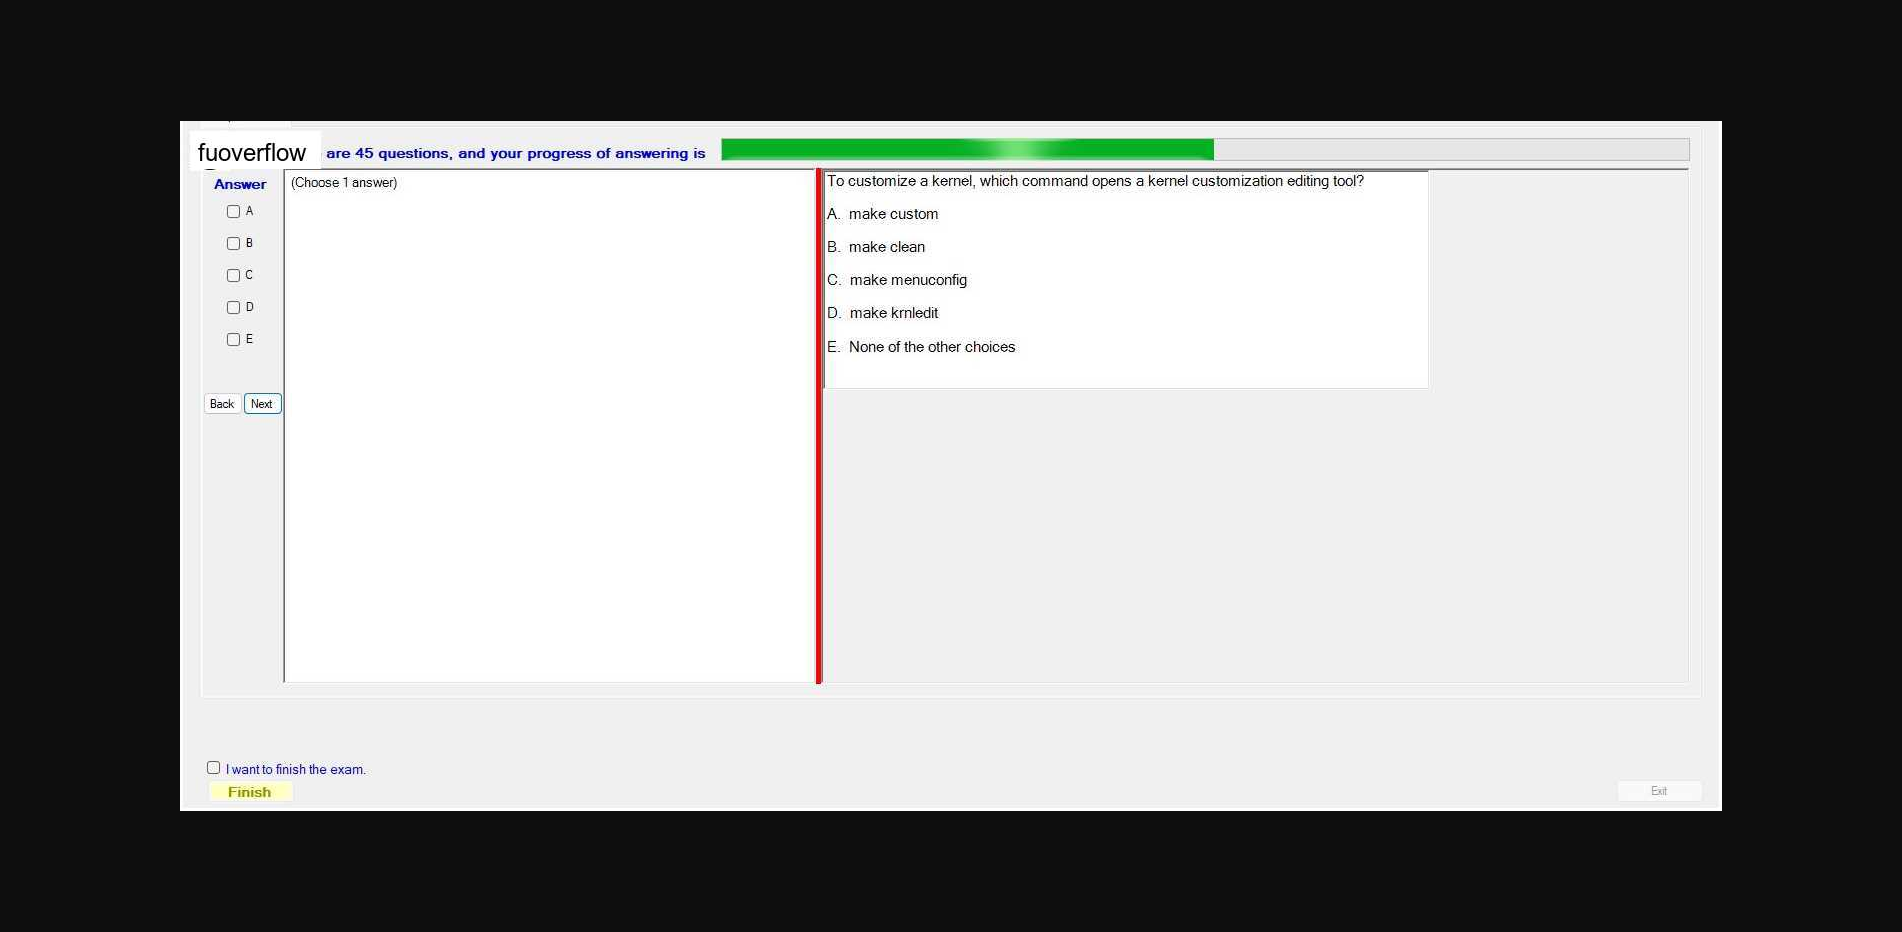 fuoverflow are 45 questions, and your progress of answering is
Answer
(Choose 1 answer)
A
B
C
D
E
Back Next
To customize a kernel, which command opens a kernel customization editing tool?
A. make custom
B. make clean
C. make menuconfig
D. make krnledit
E. None of the other choices
I want to finish the exam.
Finish
Exit